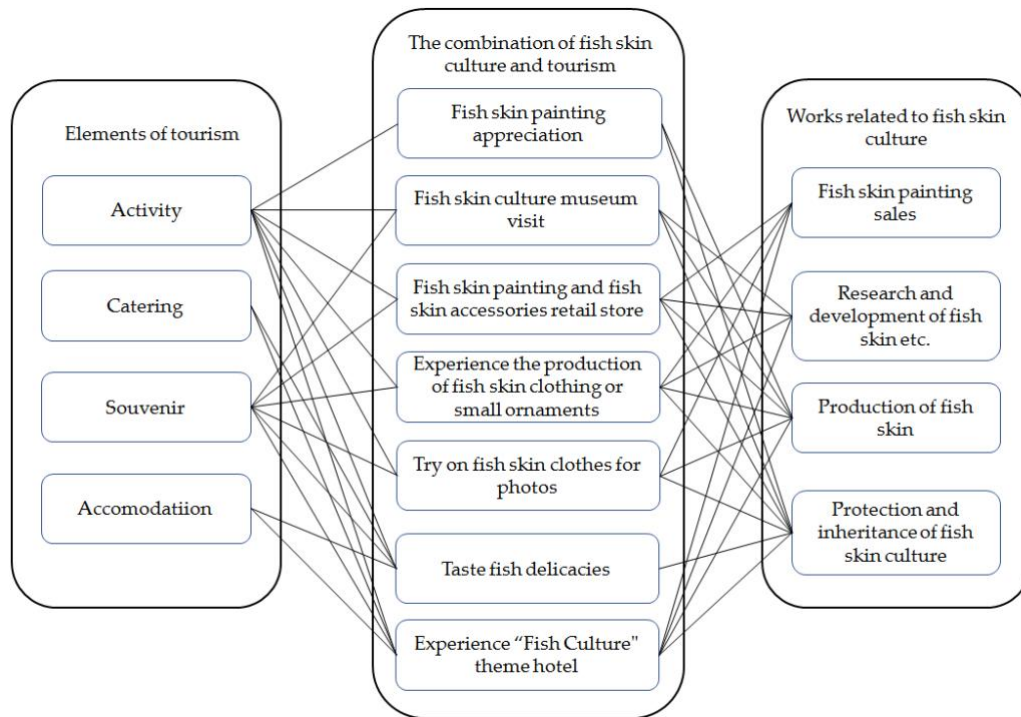 Elements of tourism
Activity
Catering
Souvenir
Accomodatiion
The combination of fish skin
culture and tourism
Fish skin painting
appreciation
Fish skin culture museum
visit
Fish skin painting and fish
skin accessories retail store
Experience the production
of fish skin clothing or
small ornaments
Try on fish skin clothes for
photos
Taste fish delicacies
Experience “Fish Culture"
theme hotel
Works related to fish skin
culture
Fish skin painting
sales
Research and
development of fish
skin etc.
Production of fish
skin
Protection and
inheritance of fish
skin culture